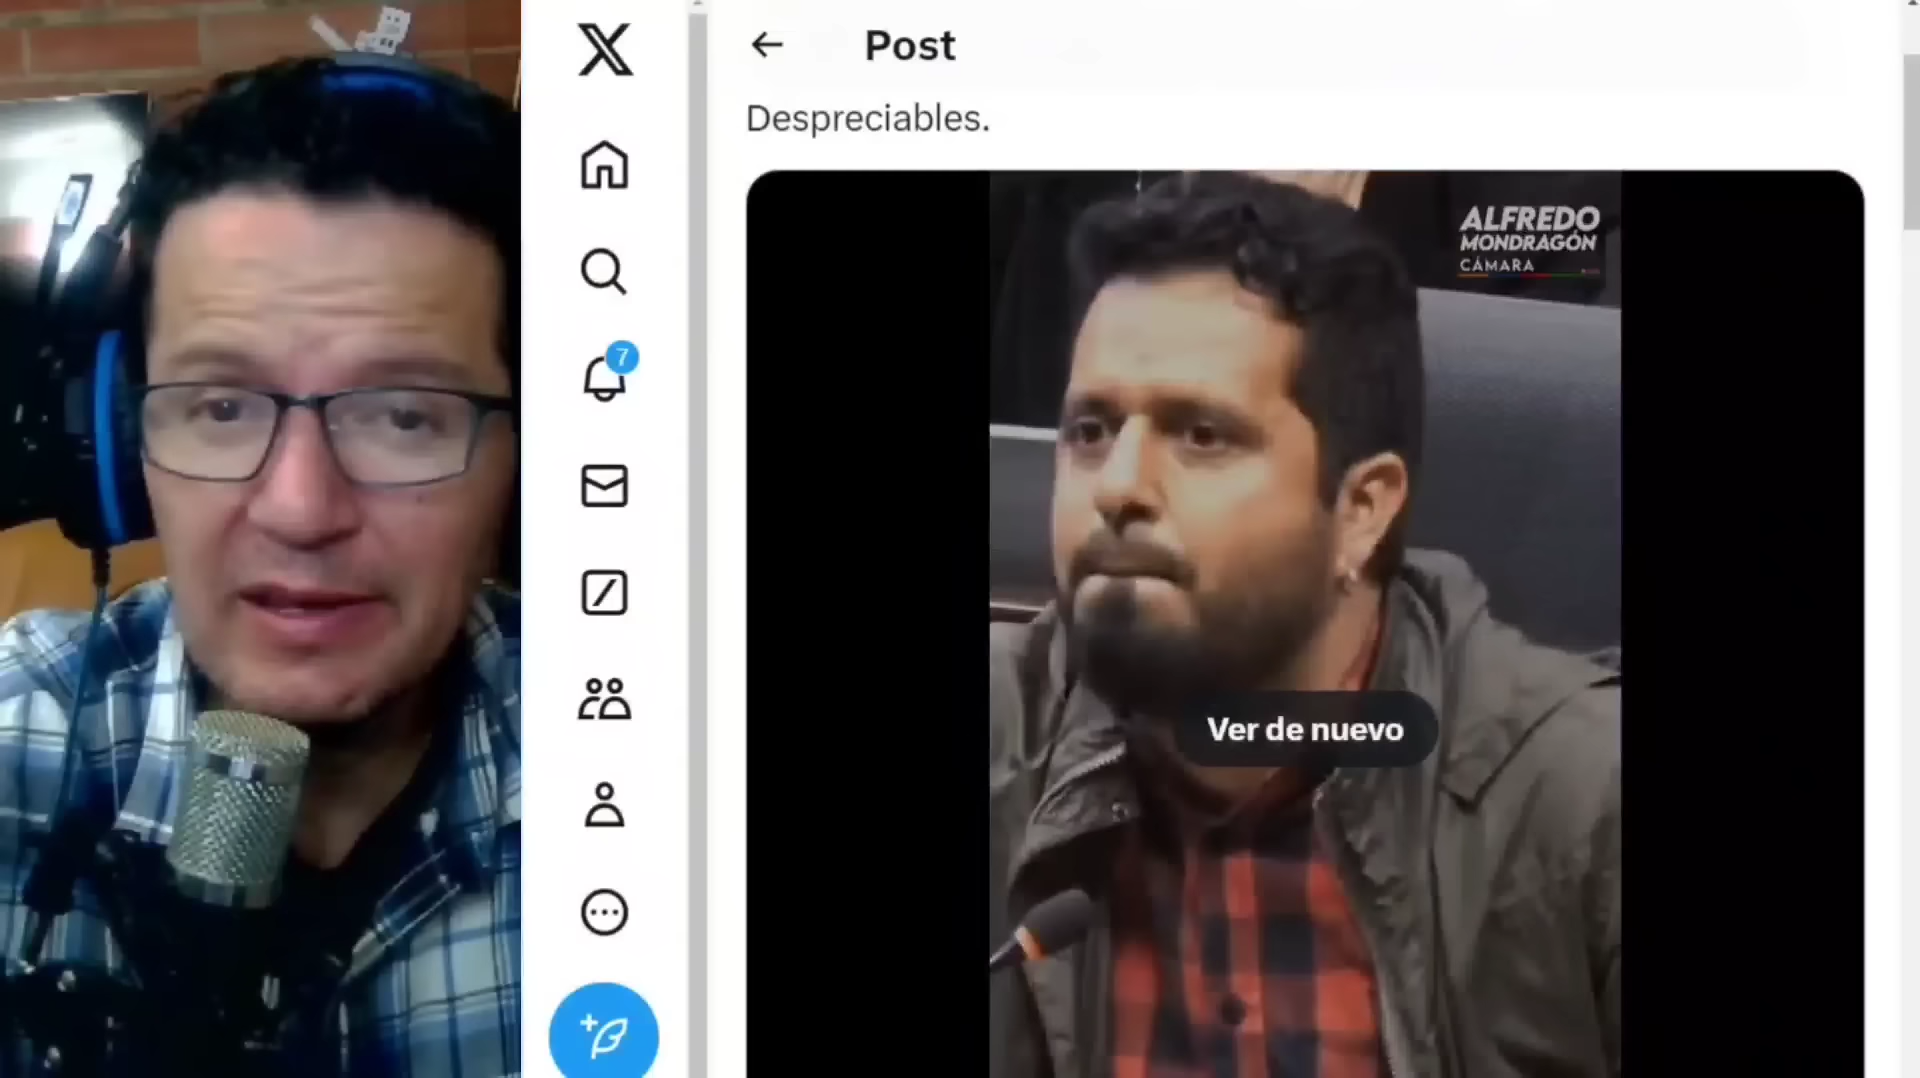 Post
Despreciables.
7
ALFREDO
MONDRAGÓN
CÁMARA
Ver de nuevo